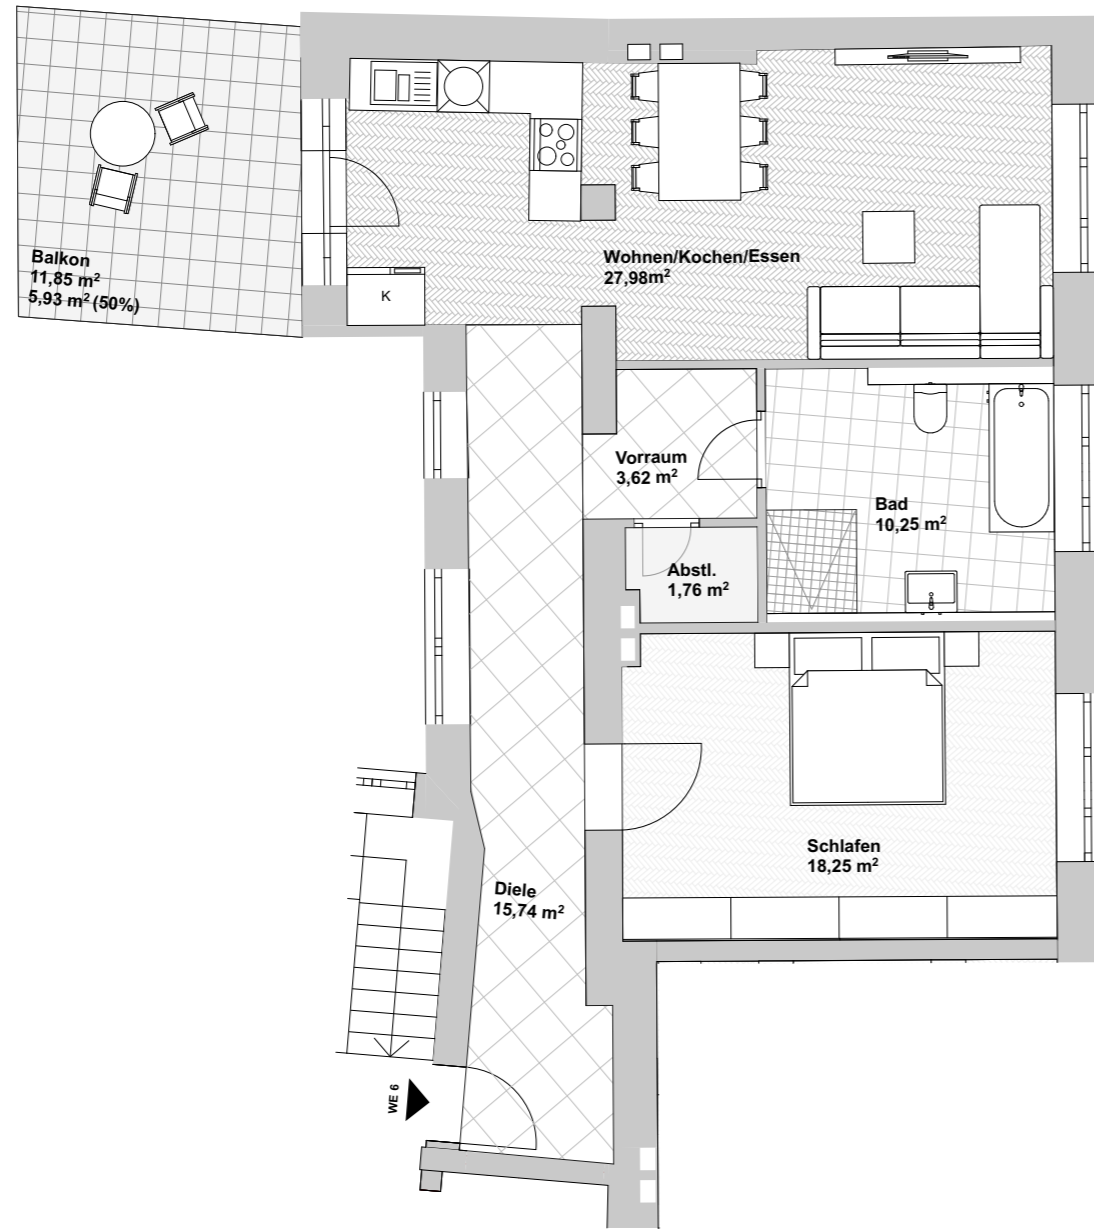 Balkon
11,85 m²
5,93 m² (50%)
Wohnen/Kochen/Essen
27,98m²
K
Vorraum
3,62 m²
Bad
10,25 m²
Abstl.
1,76 m²
Schlafen
18,25 m²
Diele
15,74 m²
WE 6